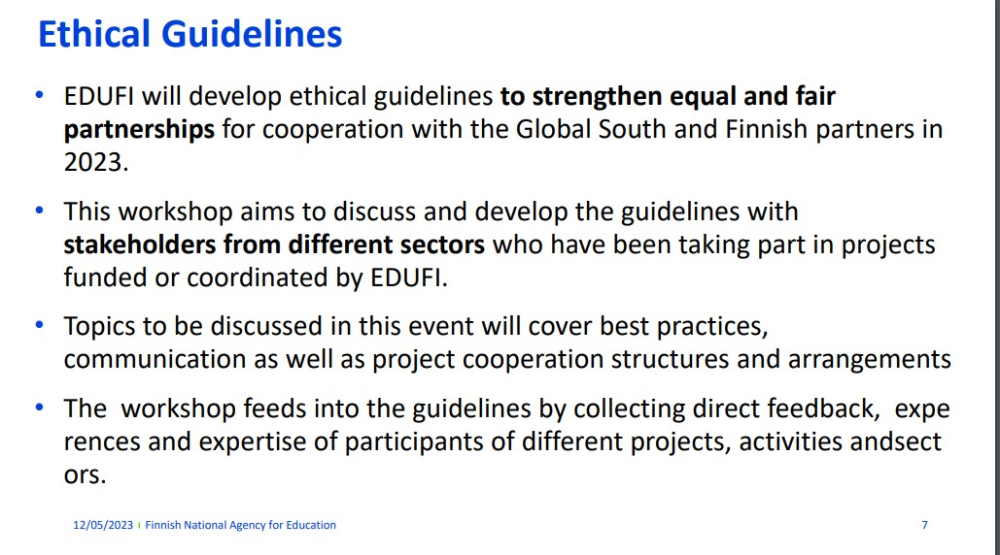 Ethical Guidelines
• EDUFI will develop ethical guidelines to strengthen equal and fair
partnerships for cooperation with the Global South and Finnish partners in
2023.
• This workshop aims to discuss and develop the guidelines with
stakeholders from different sectors who have been taking part in projects
funded or coordinated by EDUFI.
• Topics to be discussed in this event will cover best practices,
communication as well as project cooperation structures and arrangements
• The  workshop feeds into the guidelines by collecting direct feedback,  expe
rences and expertise of participants of different projects, activities andsect
ors.
12/05/2023 ı Finnish National Agency for Education 7